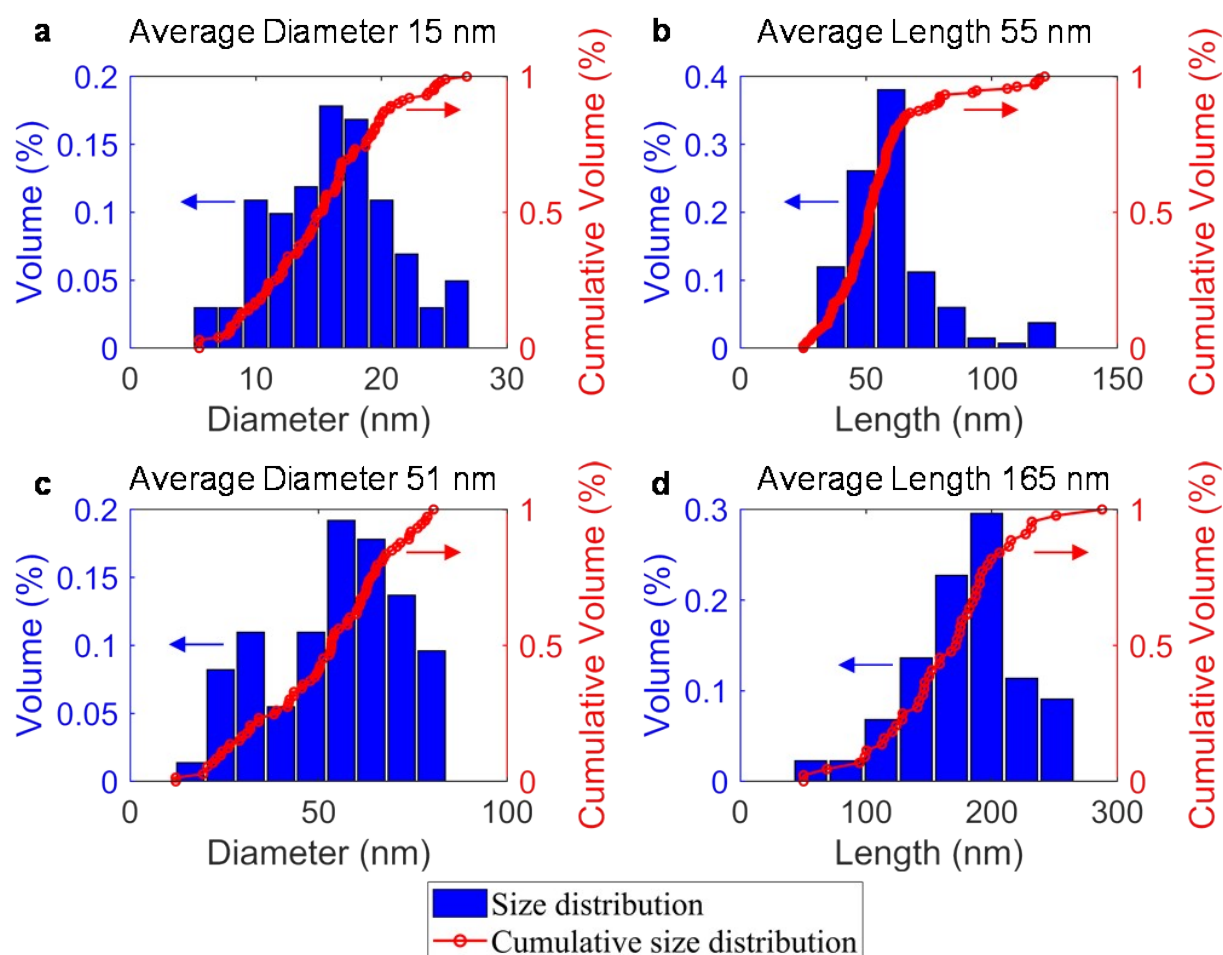 a Average Diameter 15 nm
Volume (%)
0.2
0.15
0.1
0.05
0
1
0.5
0
Cumulative Volume (%)
0 10 20 30
Diameter (nm)
b Average Length 55 nm
Volume (%)
0.4
0.3
0.2
0.1
0
1
0.5
0
Cumulative Volume (%)
0 50 100 150
Length (nm)
c Average Diameter 51 nm
Volume (%)
0.2
0.15
0.1
0.05
0
1
0.5
0
Cumulative Volume (%)
0 50 100
Diameter (nm)
d Average Length 165 nm
Volume (%)
0.3
0.2
0.1
0
1
0.5
0
Cumulative Volume (%)
0 100 200 300
Length (nm)
Size distribution
Cumulative size distribution